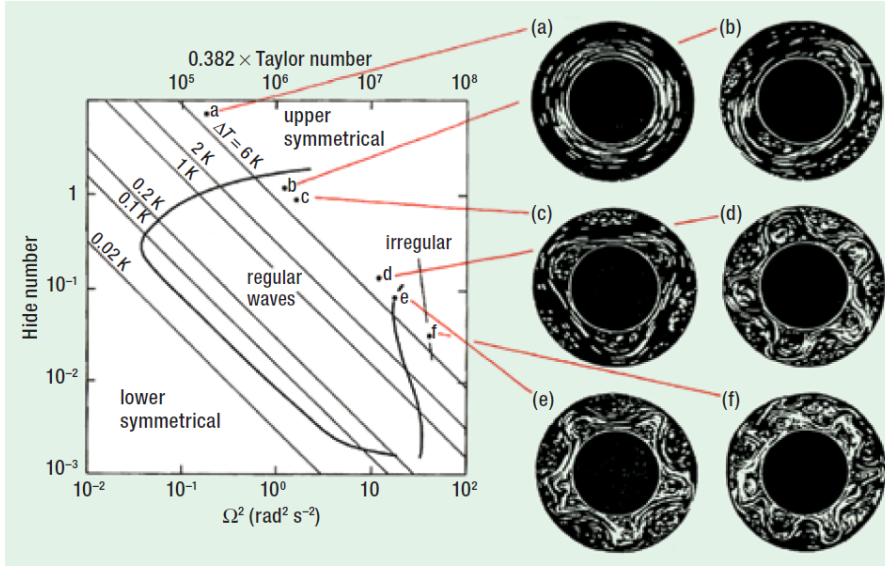 (a)
(b)
0.382 × Taylor number
10⁵
10⁶
10⁷
10⁸
a
upper
symmetrical
ΔT = 6 K
2 K
1 K
1
0.2
0.1 K
0.02 K
b
c
(c)
(d)
irregular
regular
waves
d
e
f
Hide number
10⁻¹
10⁻²
10⁻³
lower
symmetrical
(e)
(f)
10⁻²
10⁻¹
10⁰
10
10²
Ω² (rad² s⁻²)